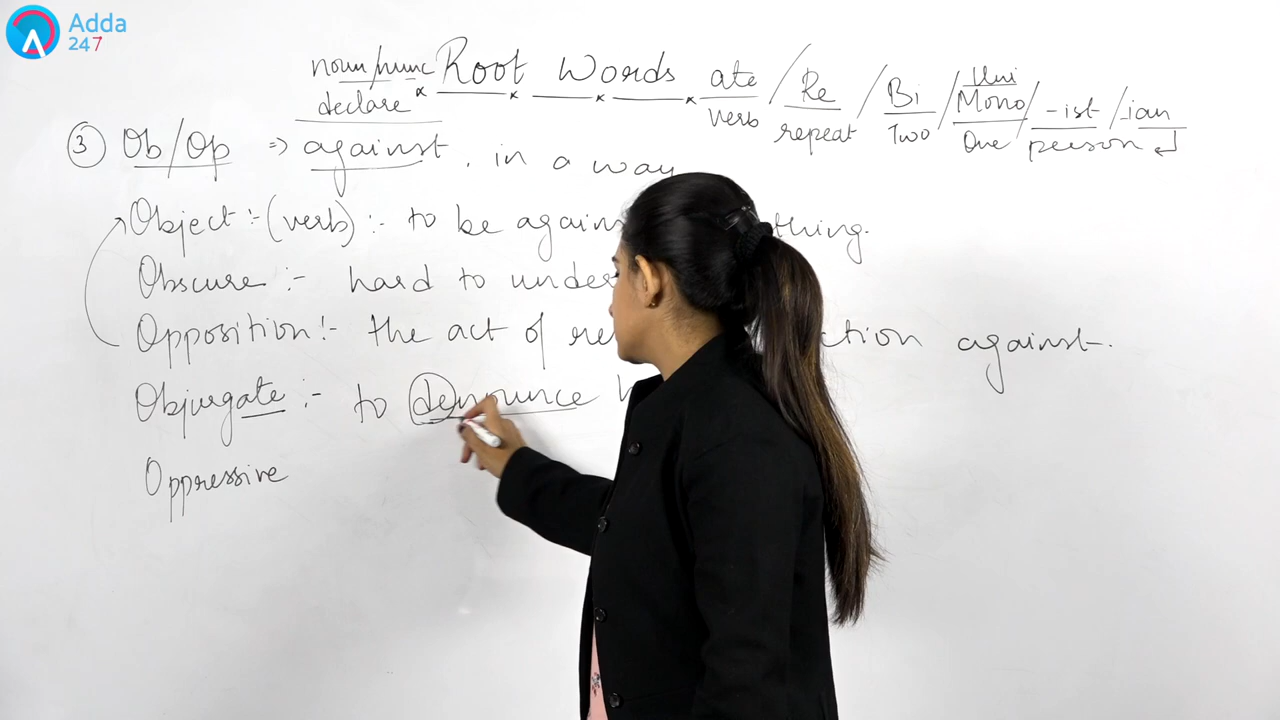 Adda
247
noun/nunc Root Words ate / Re / Bi / Uni Mono / -ist / -ian
declare verb repeat Two One person
3 Ob/Op => against, in a way
Object :- (verb) :- to be again thing.
Obscure :- hard to under
Opposition :- the act of re ction against.
Objurgate :- to denounce
Oppressive